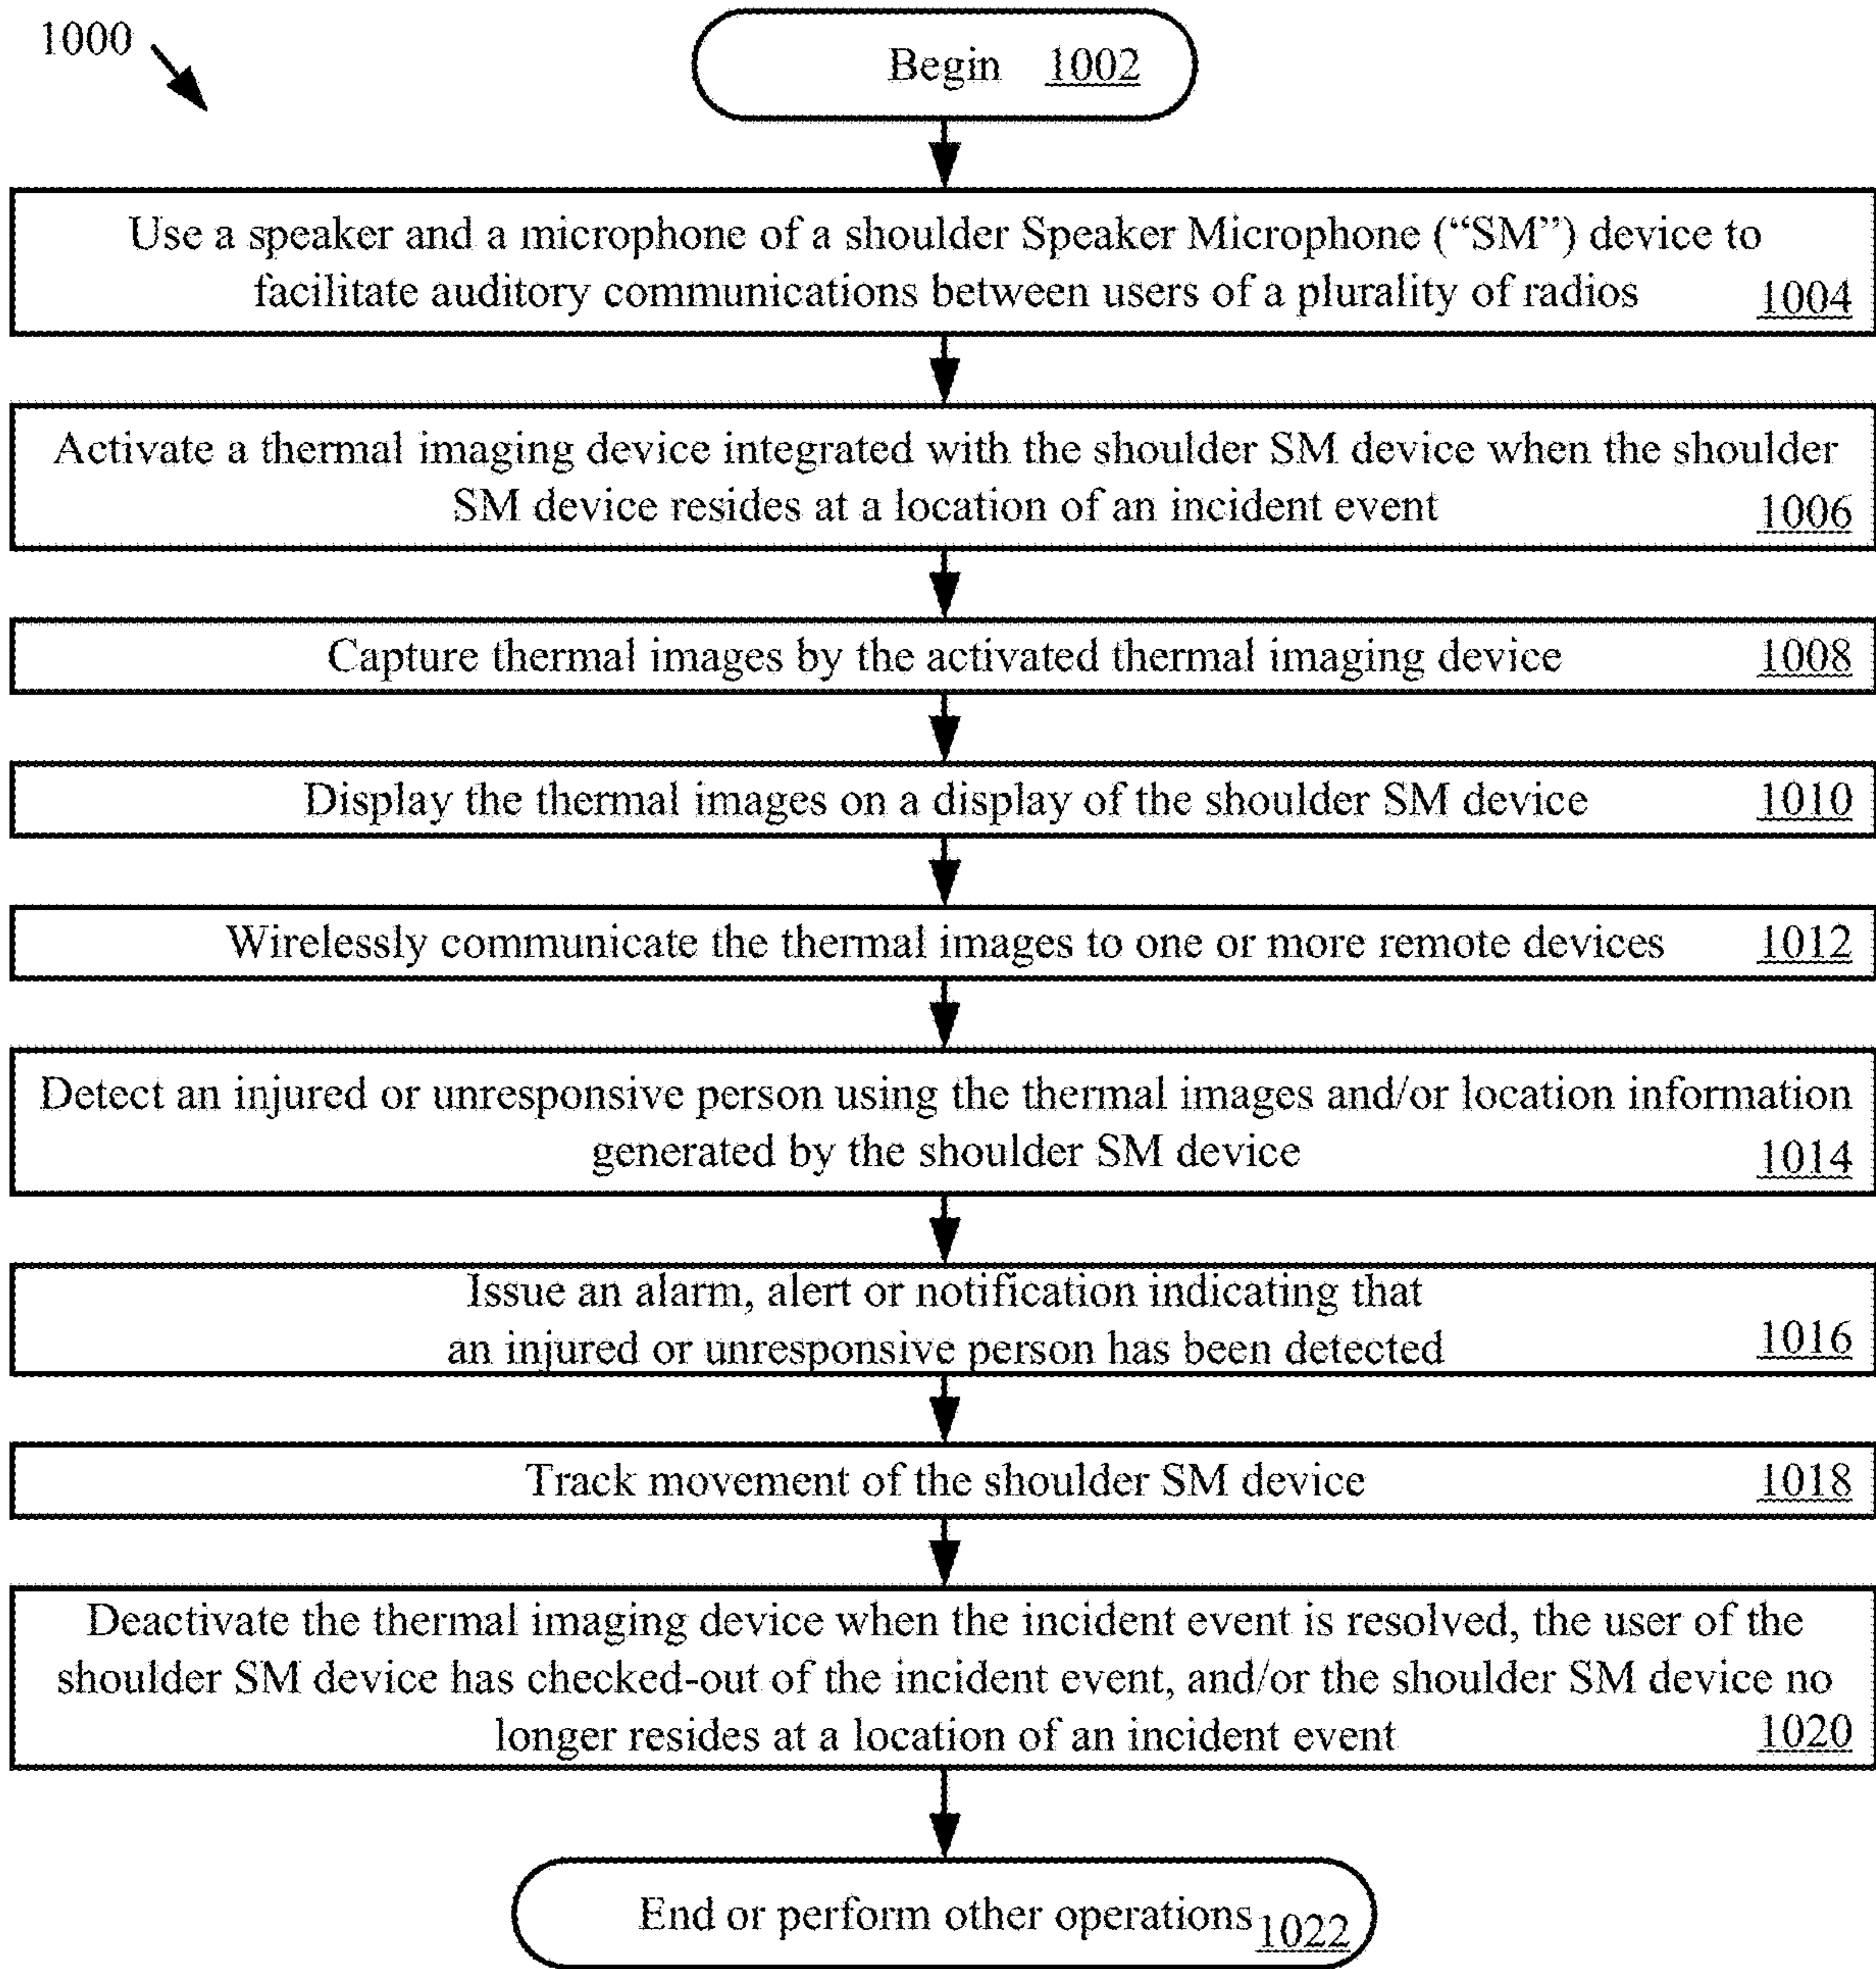 1000
Begin 1002
Use a speaker and a microphone of a shoulder Speaker Microphone (“SM”) device to
facilitate auditory communications between users of a plurality of radios 1004
Activate a thermal imaging device integrated with the shoulder SM device when the shoulder
SM device resides at a location of an incident event 1006
Capture thermal images by the activated thermal imaging device 1008
Display the thermal images on a display of the shoulder SM device 1010
Wirelessly communicate the thermal images to one or more remote devices 1012
Detect an injured or unresponsive person using the thermal images and/or location information
generated by the shoulder SM device 1014
Issue an alarm, alert or notification indicating that
an injured or unresponsive person has been detected 1016
Track movement of the shoulder SM device 1018
Deactivate the thermal imaging device when the incident event is resolved, the user of the
shoulder SM device has checked-out of the incident event, and/or the shoulder SM device no
longer resides at a location of an incident event 1020
End or perform other operations 1022